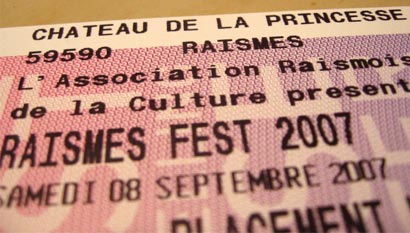 CHATEAU DE LA PRINCESSE
59590 RAISMES
L'Association Raismois
de la Culture present
RAISMES FEST 2007
SAMEDI 08 SEPTEMBRE 2007
PLACEMENT